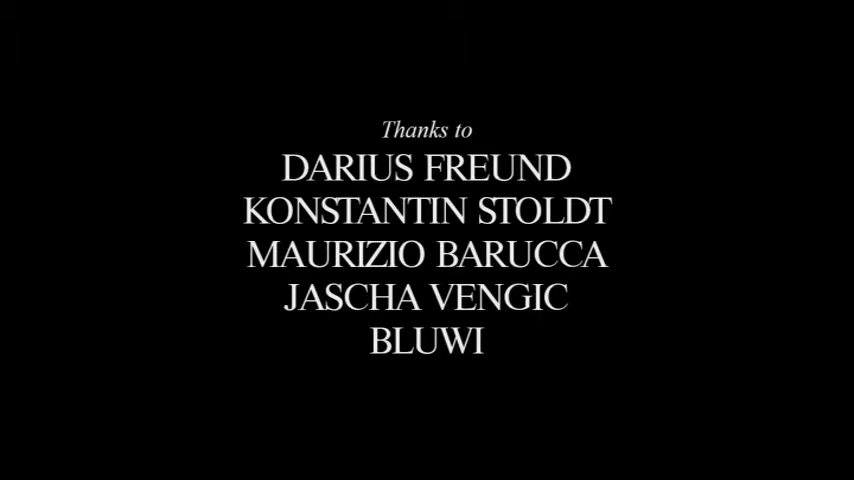 Thanks to
DARIUS FREUND
KONSTANTIN STOLDT
MAURIZIO BARUCCA
JASCHA VENGIC
BLUWI